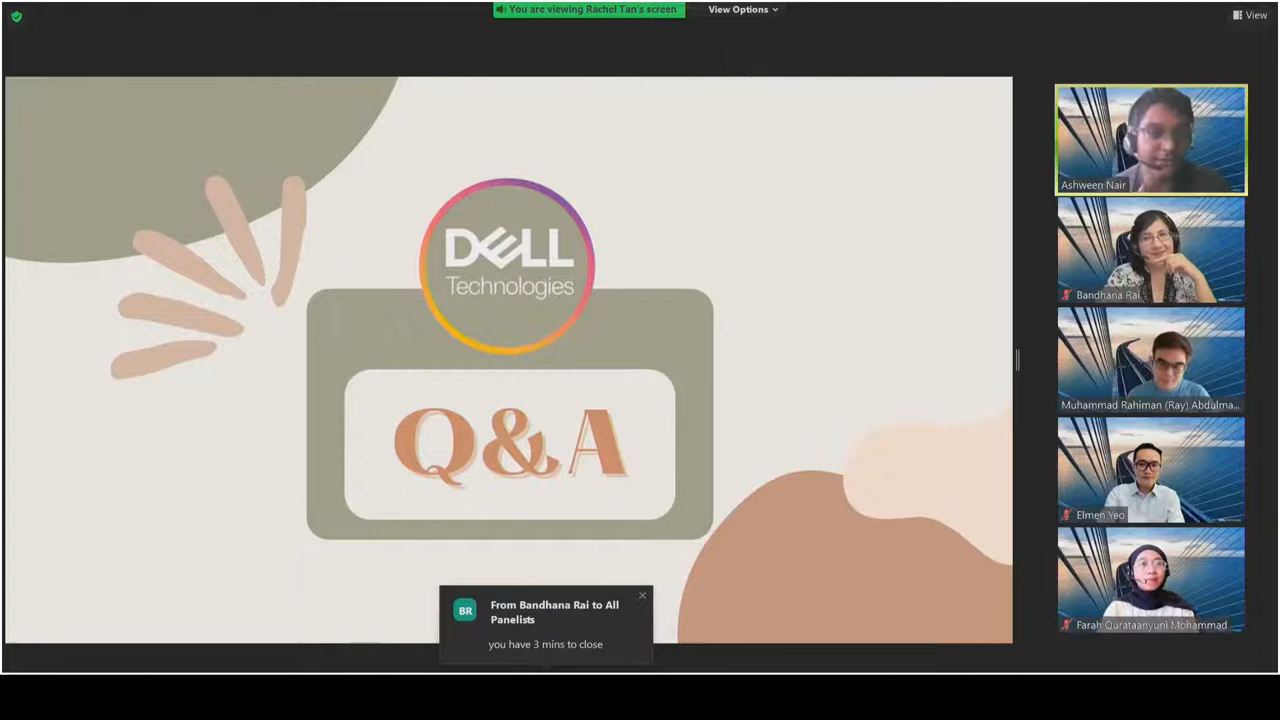 You are viewing Rachel Tan's screen
View Options
View
DELL
Technologies
Q&A
BR
From Bandhana Rai to All
Panelists
you have 3 mins to close
Ashween Nair
Bandhana Rai
Muhammad Rahiman (Ray) Abdulma...
Elmen Yeo
Farah Qurataanyuni Mohammad